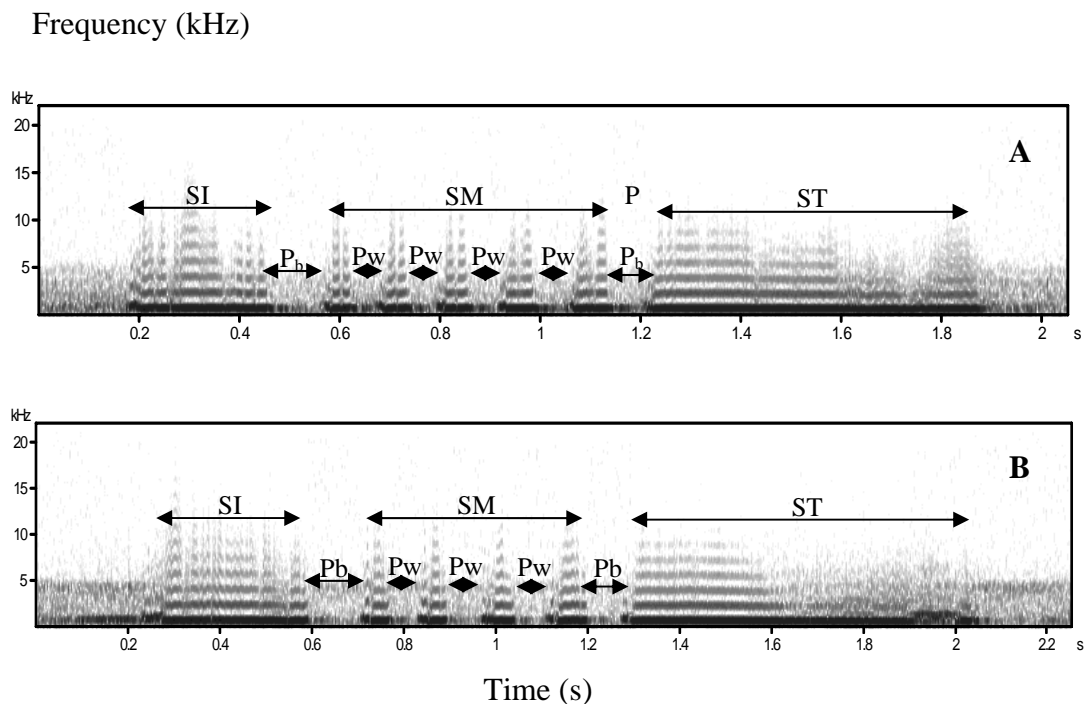 Frequency (kHz)
kHz
20
A
15
SI SM P ST
10
Pb Pw Pw Pw Pw Pb
5
0.2 0.4 0.6 0.8 1 1.2 1.4 1.6 1.8 2 s
kHz
20
B
15
SI SM ST
10
Pb Pw Pw Pw Pb
5
0.2 0.4 0.6 0.8 1 1.2 1.4 1.6 1.8 2 2.2 s
Time (s)